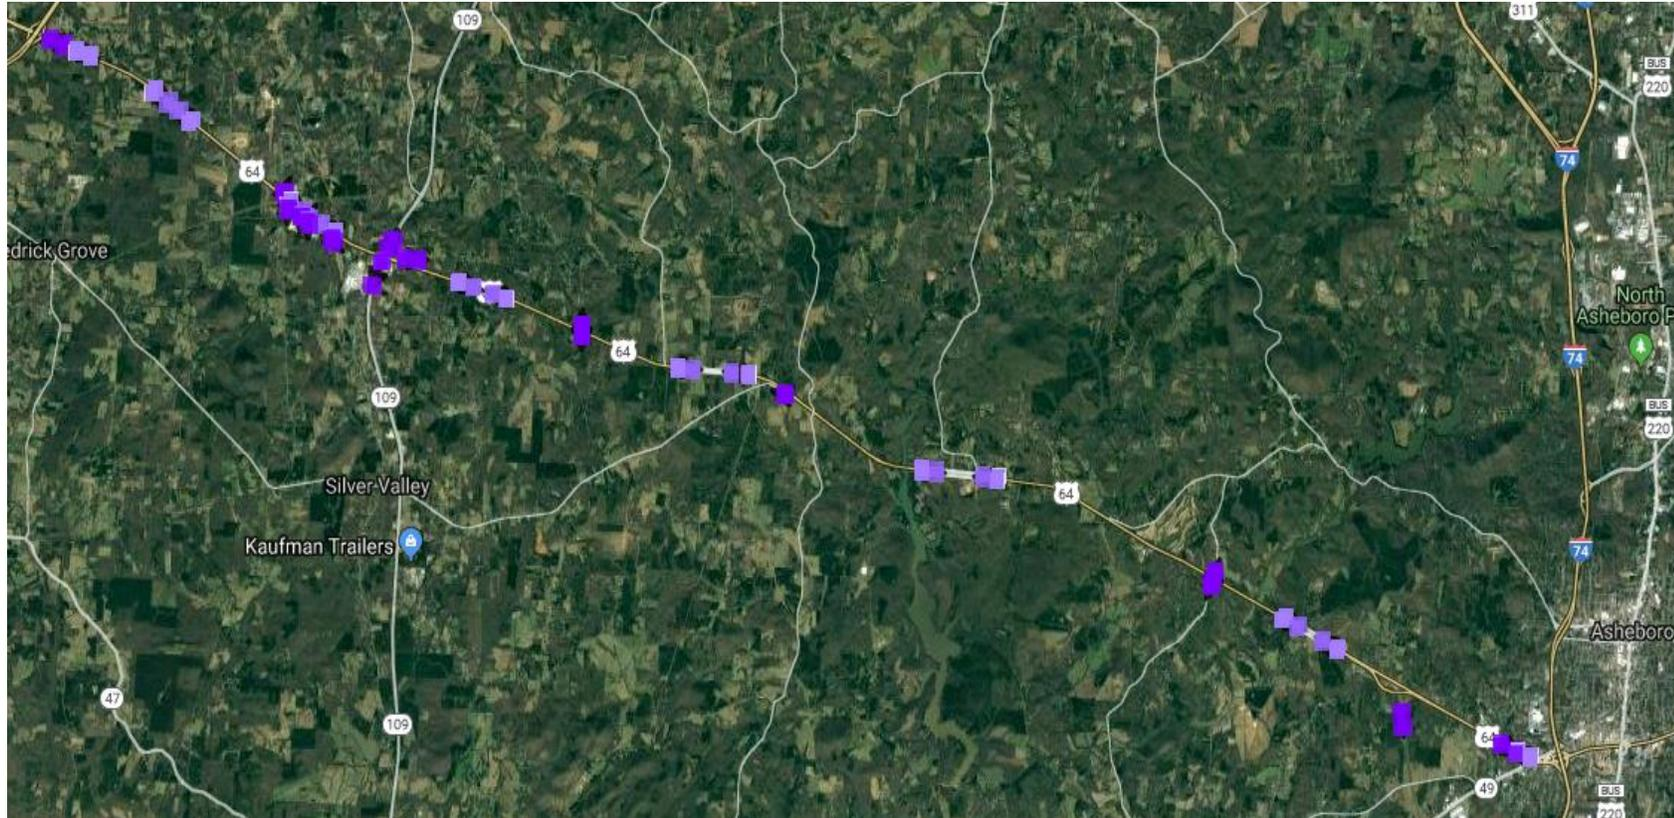 109
311
BUS
220
74
64
edrick Grove
North
Asheboro P
64
74
109
BUS
220
Silver Valley
64
Kaufman Trailers
74
Asheboro
47
109
64
49
BUS
220